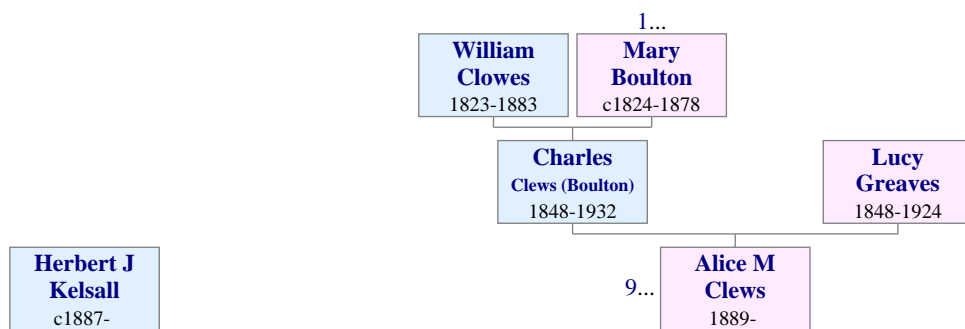 1...
William
Clowes
1823-1883
Mary
Boulton
c1824-1878
Charles
Clews (Boulton)
1848-1932
Lucy
Greaves
1848-1924
Herbert J
Kelsall
c1887-
9...
Alice M
Clews
1889-